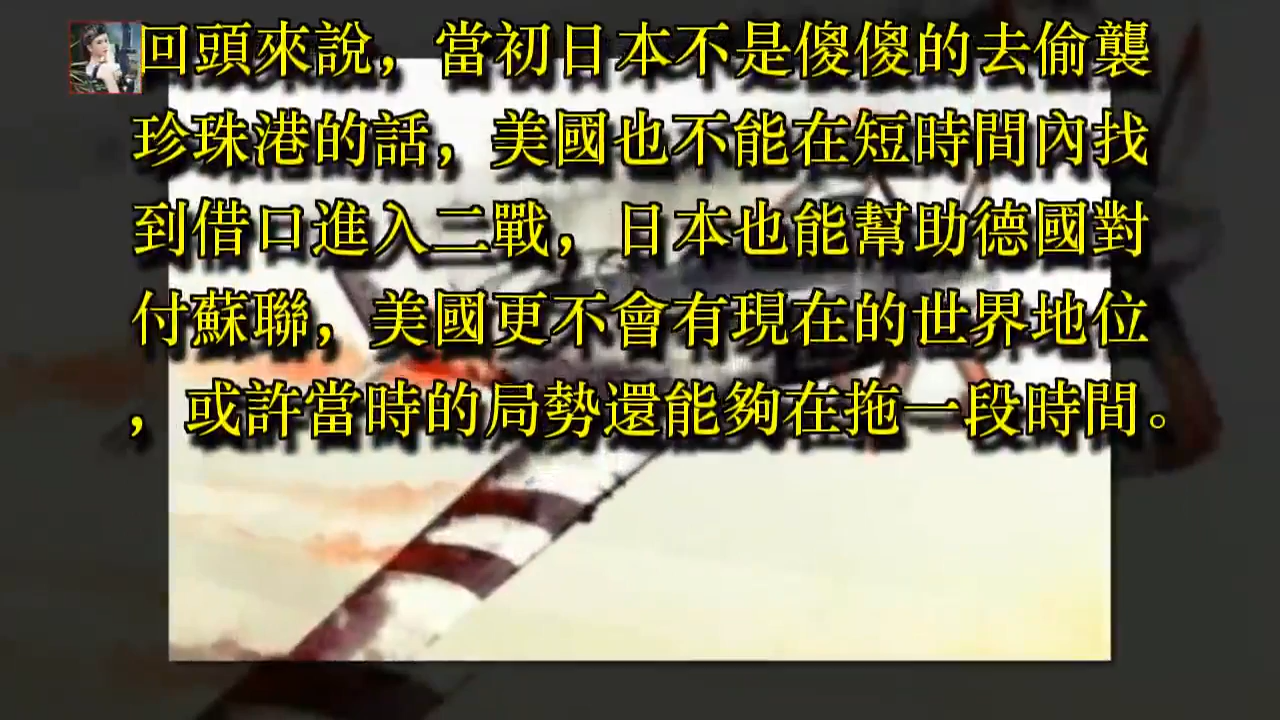 回頭來說，當初日本不是傻傻的去偷襲
珍珠港的話，美國也不能在短時間內找
到借口進入二戰，日本也能幫助德國對
付蘇聯，美國更不會有現在的世界地位
，或許當時的局勢還能夠在拖一段時間。